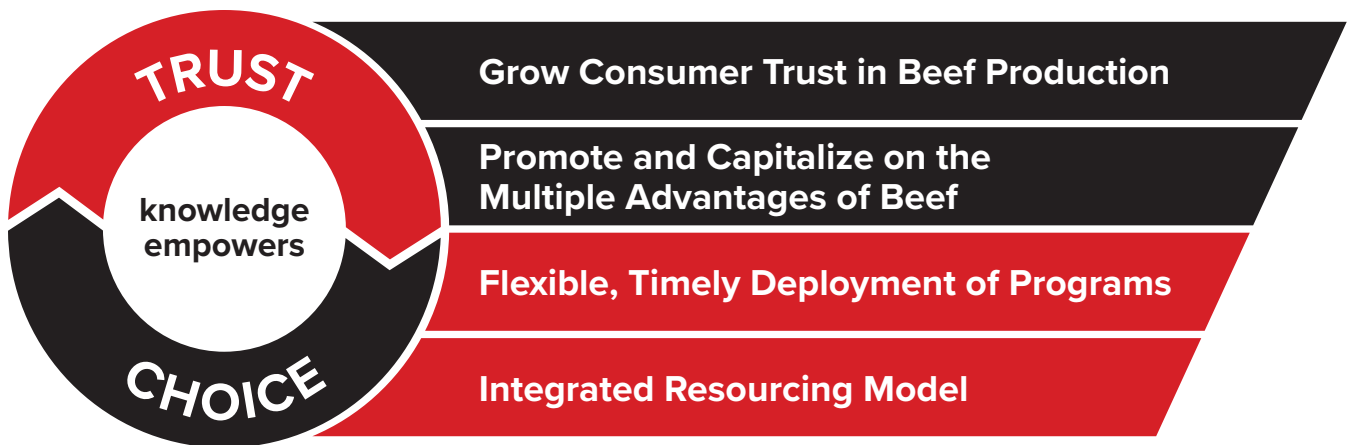 TRUST
knowledge
empowers
CHOICE
Grow Consumer Trust in Beef Production
Promote and Capitalize on the
Multiple Advantages of Beef
Flexible, Timely Deployment of Programs
Integrated Resourcing Model